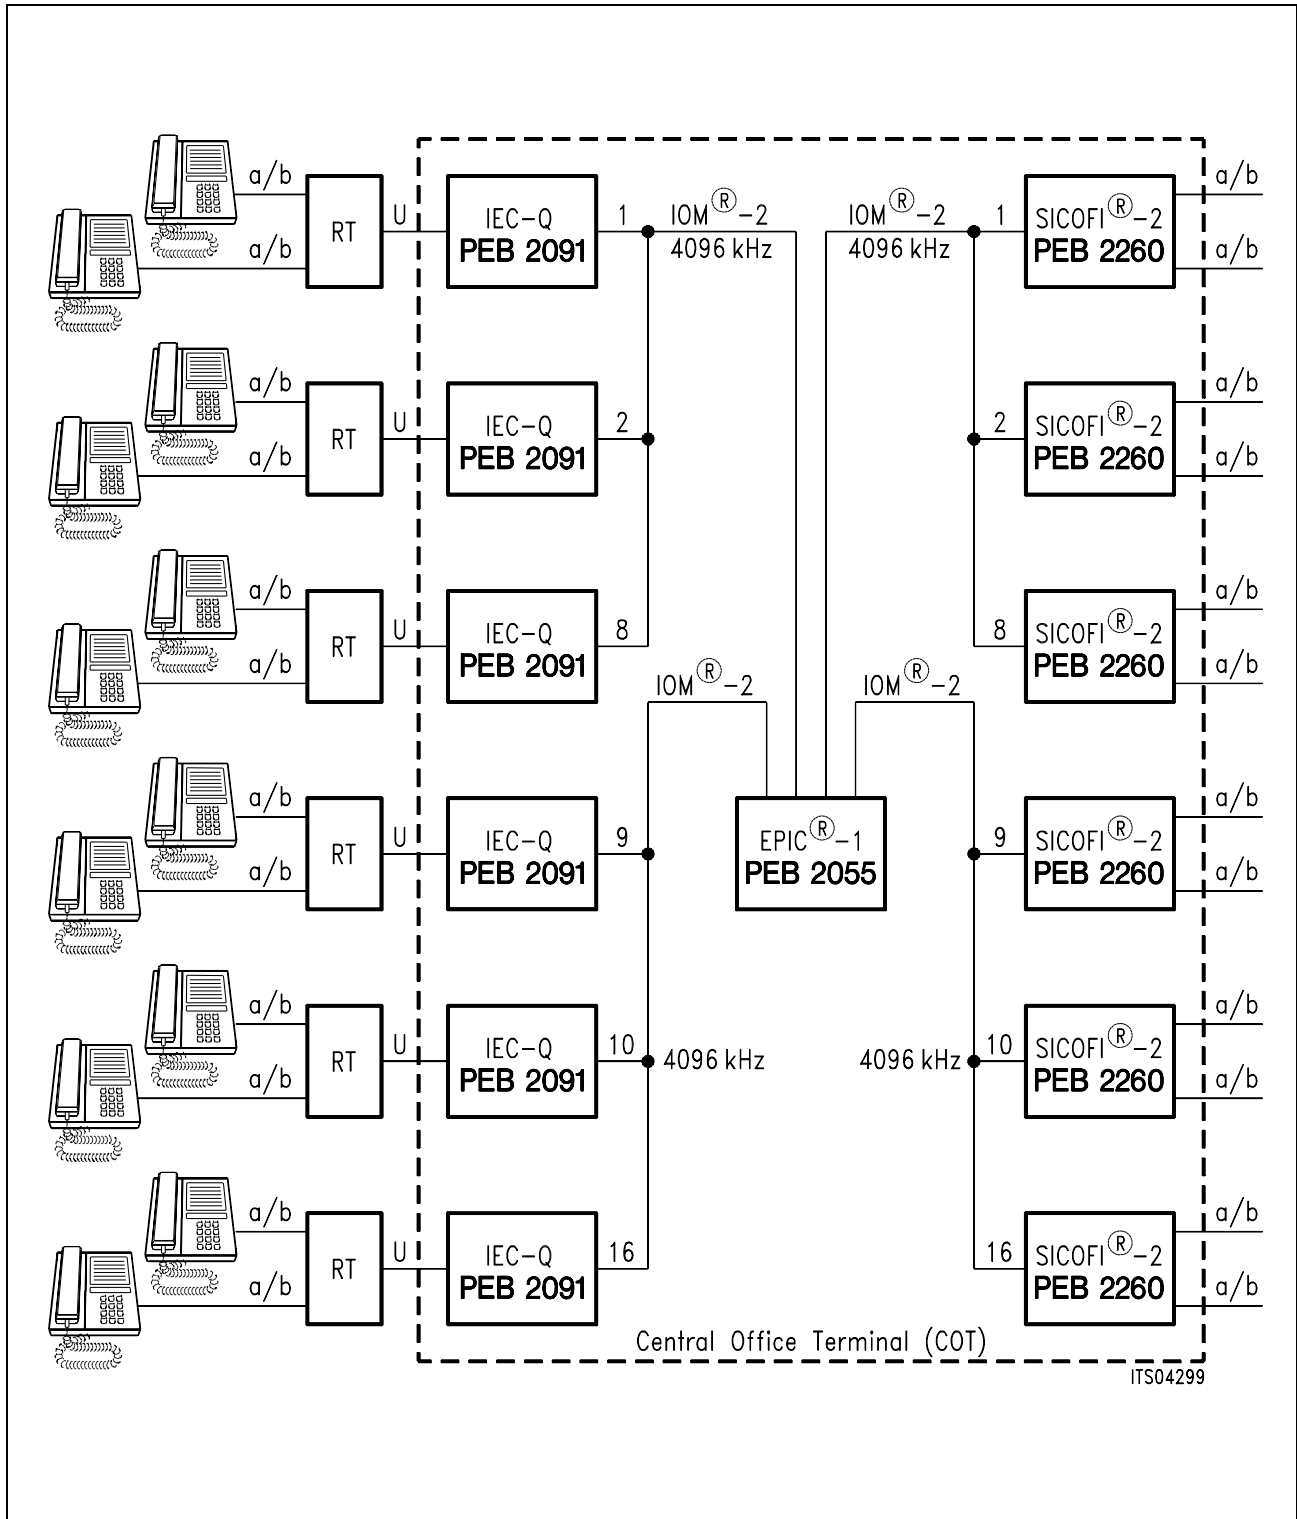 a/b
a/b
RT
U
IEC-Q
PEB 2091
1
IOM®-2
4096 kHz
IOM®-2
4096 kHz
1
SICOFI®-2
PEB 2260
a/b
a/b
a/b
a/b
RT
U
IEC-Q
PEB 2091
2
2
SICOFI®-2
PEB 2260
a/b
a/b
a/b
a/b
RT
U
IEC-Q
PEB 2091
8
8
SICOFI®-2
PEB 2260
a/b
a/b
IOM®-2
IOM®-2
a/b
a/b
RT
U
IEC-Q
PEB 2091
9
EPIC®-1
PEB 2055
9
SICOFI®-2
PEB 2260
a/b
a/b
a/b
a/b
RT
U
IEC-Q
PEB 2091
10
4096 kHz
4096 kHz
10
SICOFI®-2
PEB 2260
a/b
a/b
a/b
a/b
RT
U
IEC-Q
PEB 2091
16
16
SICOFI®-2
PEB 2260
a/b
a/b
Central Office Terminal (COT)
ITS04299